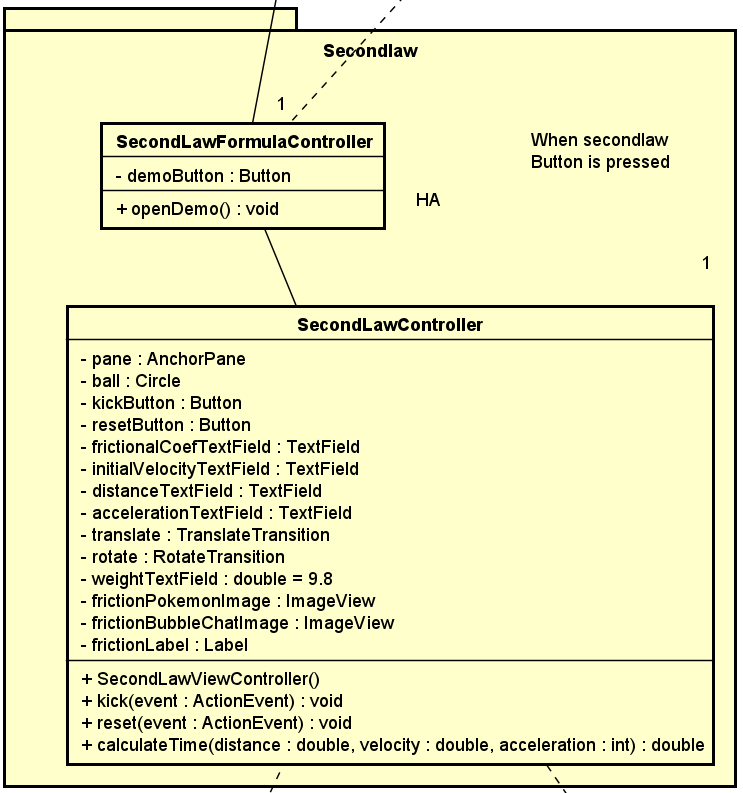 Secondlaw
1
SecondLawFormulaController
- demoButton : Button
+ openDemo() : void
When secondlaw
Button is pressed
HA
1
SecondLawController
- pane : AnchorPane
- ball : Circle
- kickButton : Button
- resetButton : Button
- frictionalCoefTextField : TextField
- initialVelocityTextField : TextField
- distanceTextField : TextField
- accelerationTextField : TextField
- translate : TranslateTransition
- rotate : RotateTransition
- weightTextField : double = 9.8
- frictionPokemonImage : ImageView
- frictionBubbleChatImage : ImageView
- frictionLabel : Label
+ SecondLawViewController()
+ kick(event : ActionEvent) : void
+ reset(event : ActionEvent) : void
+ calculateTime(distance : double, velocity : double, acceleration : int) : double